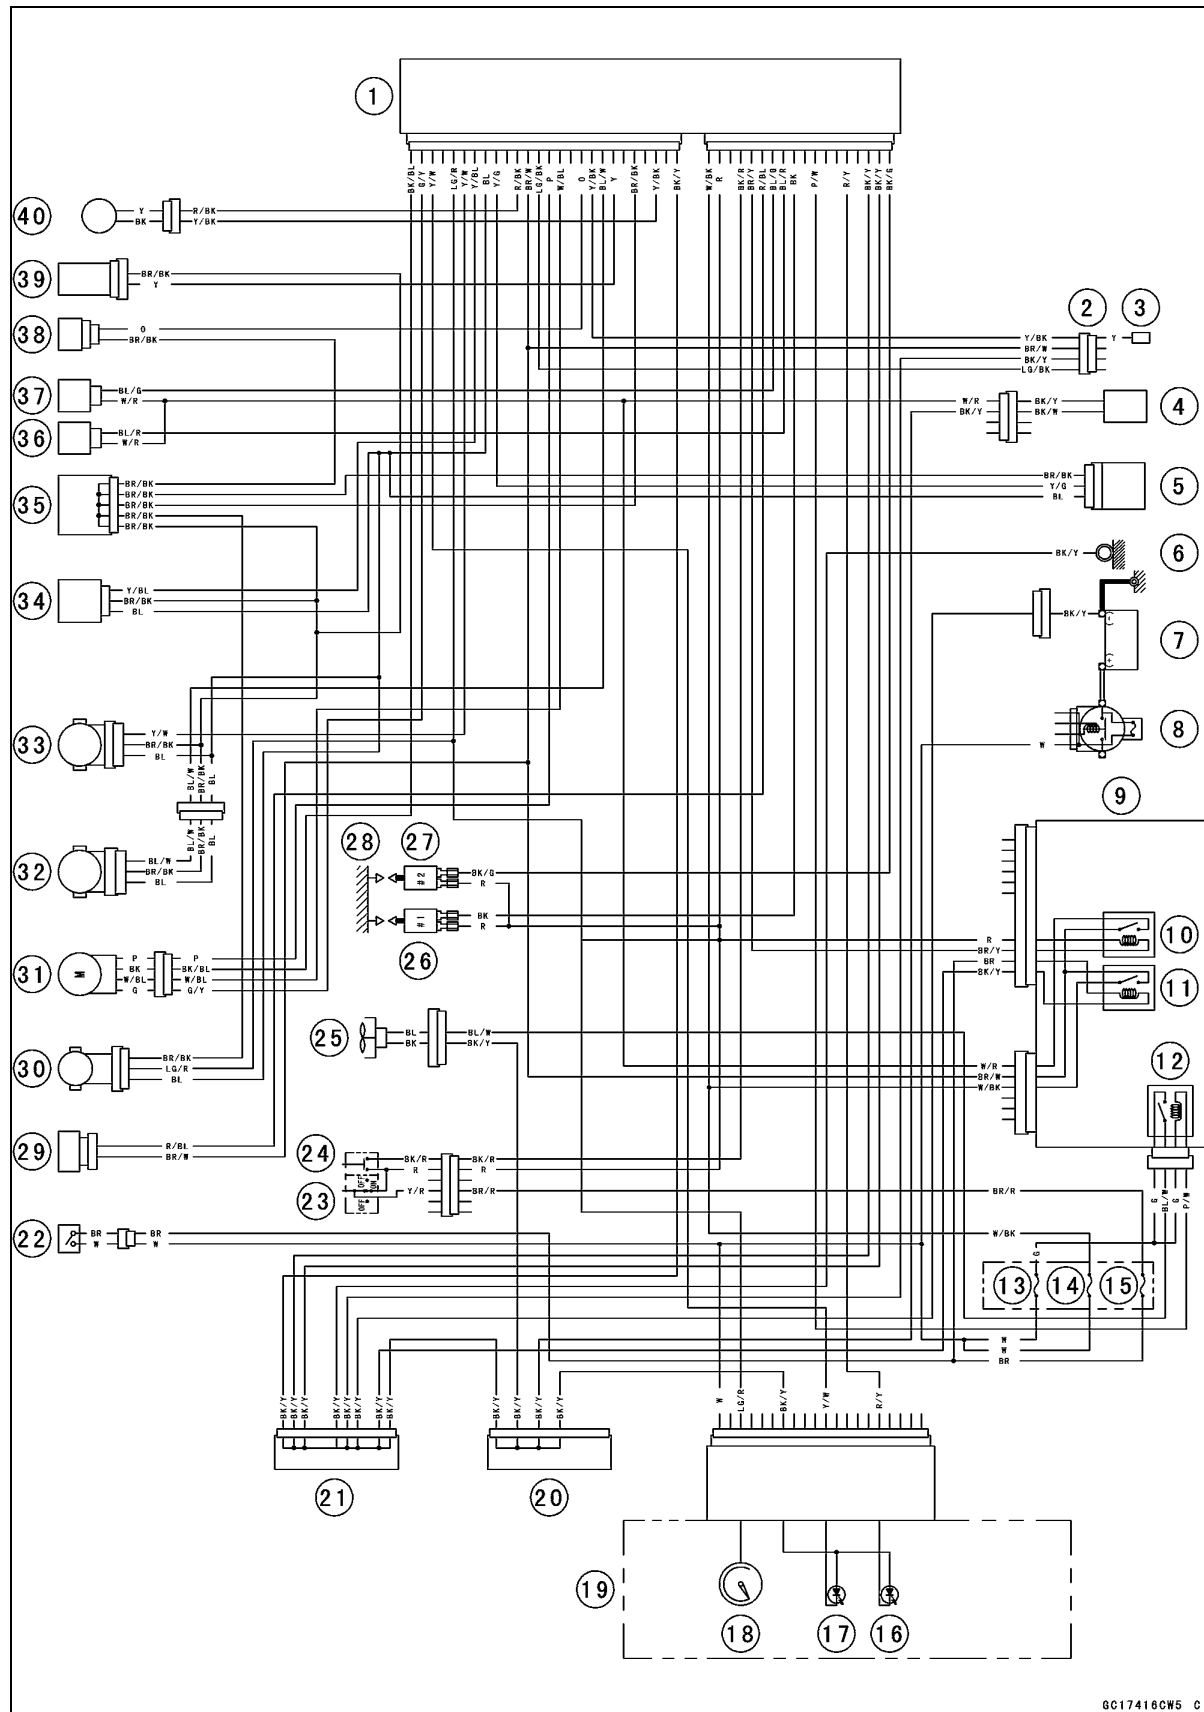 1
BK/BL G/Y Y/W LG/R Y/W Y/BL BL Y/G R/BK BR/W LG/BK P W/BL O Y/BK BL/W Y BR/BK Y/BK BK/Y W/BK R BK/R BR/Y R/BL BL/G BL/R BK P/W R/Y BK/Y BK/Y BK/G
40 Y R/BK
BK Y/BK
39 BR/BK
Y
38 O
BR/BK
2 3
Y/BK Y
BR/W
BK/Y
LG/BK
37 BL/G
W/R
36 BL/R
W/R
W/R BK/Y 4
BK/Y BK/W
35 BR/BK
BR/BK
BR/BK
BR/BK
BR/BK
BR/BK 5
Y/G
BL
BK/Y 6
34 Y/BL
BR/BK
BL
BK/Y (-) 7
(+)
33 Y/W
BR/BK
BL
W 8
BL/W BR/BK BL
9
BL/W BR/BK BL
32 BL/W
BR/BK
BL
28 27
#2 BK/G
R
#1 BK
R
26
R 10
BR/Y
BR
BK/Y 11
31 M P P
BK BK/BL
W/BL W/BL
G G/Y
25 BL BL/W
BK BK/Y
30 BR/BK
LG/R
BL
W/R 12
BR/W
W/BK
29 R/BL
BR/W
24 BK/R BK/R
R R
OFF ON
23 OFF Y/R BR/R BR/R
G BL/W G P/W
22 BR BR
W W
W/BK
G
13 14 15
W
W
BR
BK/Y BK/Y BK/Y BK/Y BK/Y BK/Y BK/Y BK/Y BK/Y BK/Y BK/Y BK/Y W LG/R BK/Y Y/W R/Y
21 20
19
18 17 16
GC17416CW5 C